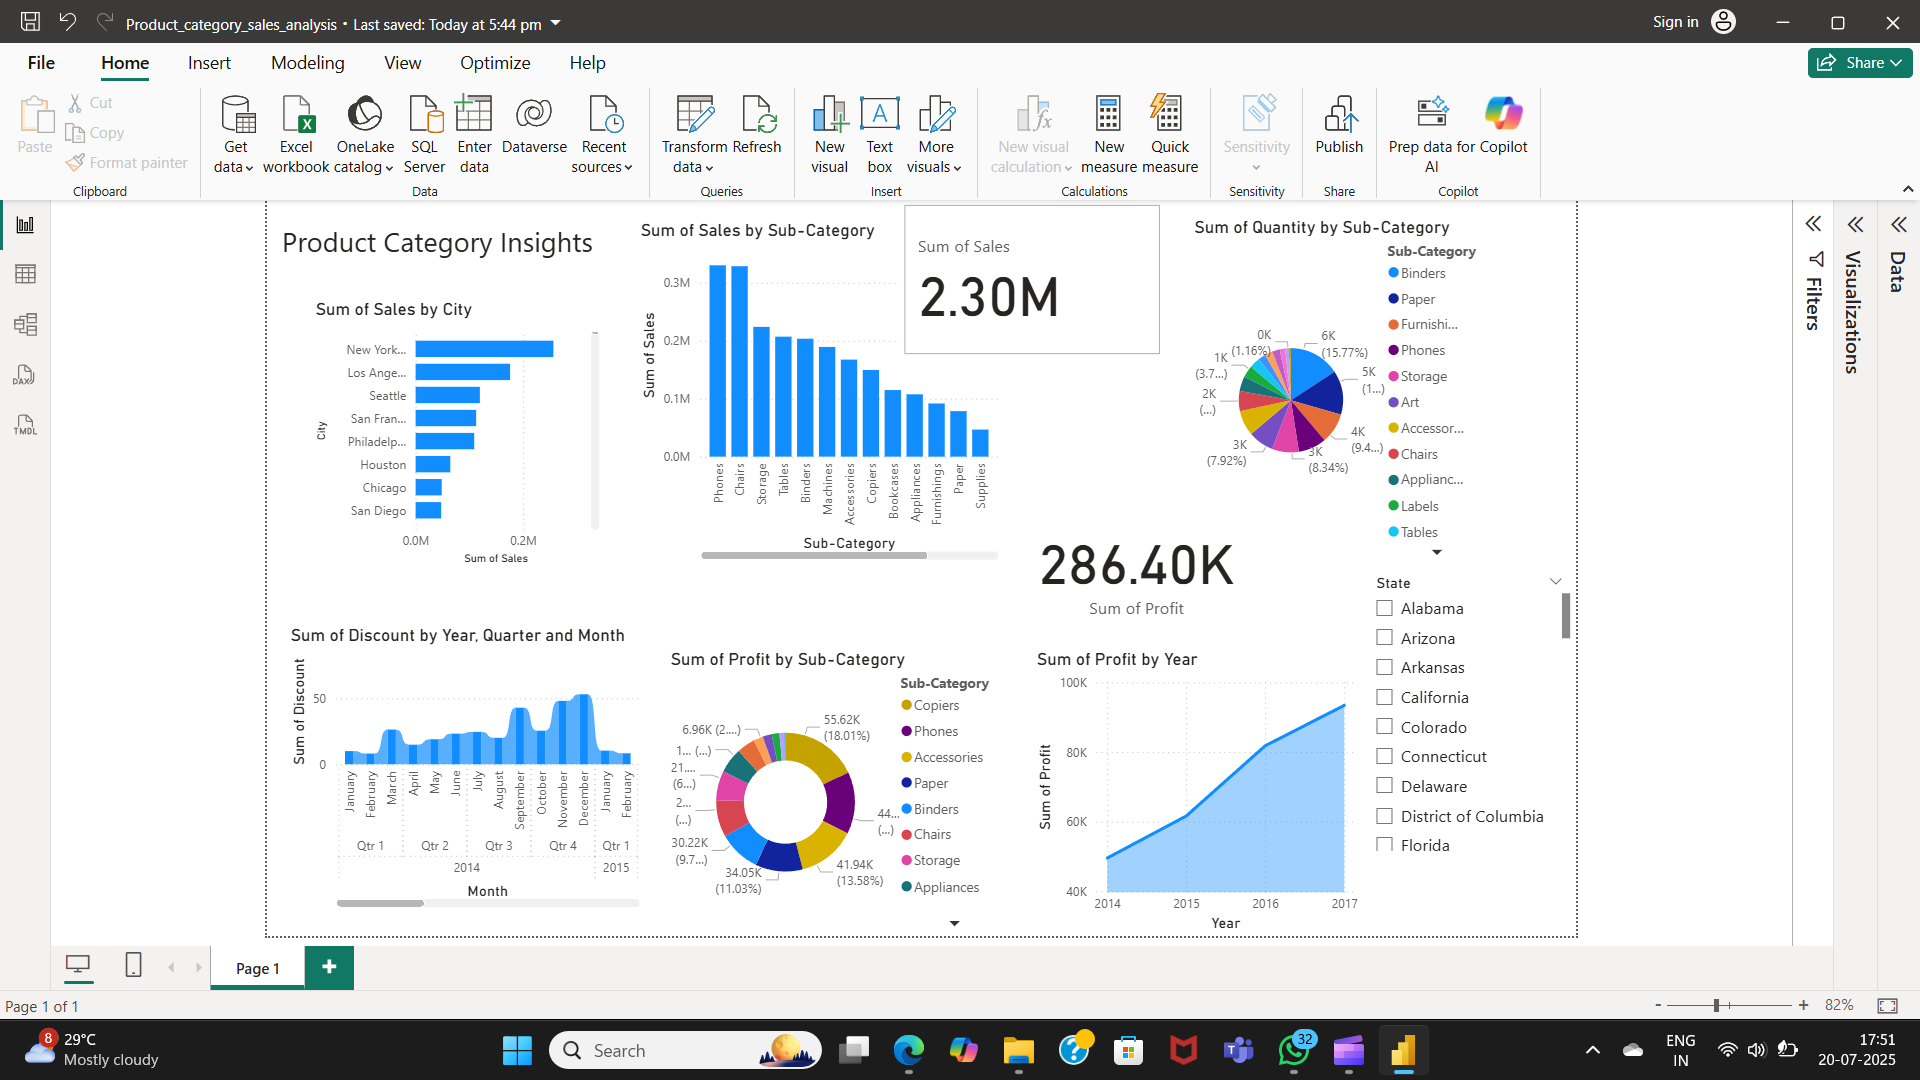 Product_category_sales_analysis • Last saved: Today at 5:44 pm
Sign in
File Home Insert Modeling View Optimize Help
Share
Paste
Cut
Copy
Format painter
Clipboard
Get data
Excel workbook
OneLake catalog
SQL Server
Enter data
Dataverse
Recent sources
Data
Transform data
Refresh
Queries
New visual
Text box
More visuals
Insert
New visual calculation
New measure
Quick measure
Calculations
Sensitivity
Sensitivity
Publish
Share
Prep data for AI
Copilot
Copilot
DAX
TMDL
Product Category Insights
Sum of Sales by City
City
New York...
Los Ange...
Seattle
San Fran...
Philadelp...
Houston
Chicago
San Diego
0.0M 0.2M
Sum of Sales
Sum of Sales by Sub-Category
Sum of Sales
0.3M
0.2M
0.1M
0.0M
Phones
Chairs
Storage
Tables
Binders
Machines
Accessories
Copiers
Bookcases
Appliances
Furnishings
Paper
Supplies
Sub-Category
Sum of Sales
2.30M
Sum of Quantity by Sub-Category
0K
(1.16%)
6K
(15.77%)
5K
(1...)
4K
(9.4...)
3K
(8.34%)
3K
(7.92%)
2K
(...)
1K
(3.7...)
Sub-Category
Binders
Paper
Furnishi...
Phones
Storage
Art
Accessor...
Chairs
Applianc...
Labels
Tables
286.40K
Sum of Profit
State
Alabama
Arizona
Arkansas
California
Colorado
Connecticut
Delaware
District of Columbia
Florida
Sum of Discount by Year, Quarter and Month
Sum of Discount
50
0
January
February
March
April
May
June
July
August
September
October
November
December
January
February
Qtr 1 Qtr 2 Qtr 3 Qtr 4 Qtr 1
2014 2015
Month
Sum of Profit by Sub-Category
55.62K
(18.01%)
44...
(...)
41.94K
(13.58%)
34.05K
(11.03%)
30.22K
(9.7...)
2...
(...)
21....
(6...)
1... (...)
6.96K (2....)
Sub-Category
Copiers
Phones
Accessories
Paper
Binders
Chairs
Storage
Appliances
Sum of Profit by Year
Sum of Profit
100K
80K
60K
40K
2014 2015 2016 2017
Year
Filters
Visualizations
Data
Page 1
Page 1 of 1
- + 82%
8
29°C
Mostly cloudy
Search
32
ENG
IN
17:51
20-07-2025